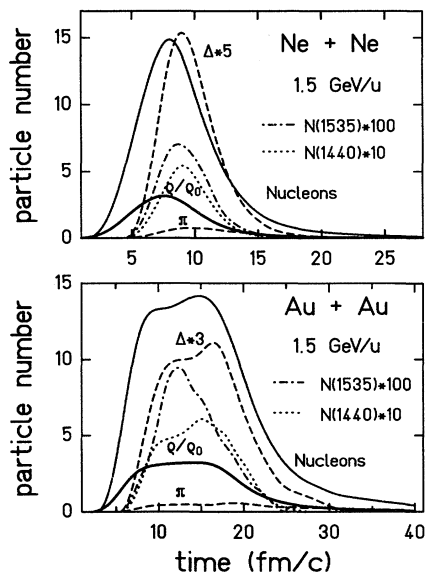 15
10
5
0
particle number
Ne + Ne
Δ*5
1.5 GeV/u
N(1535)*100
N(1440)*10
ρ/ρ₀
Nucleons
π
5
10
15
20
25
15
10
5
0
particle number
Au + Au
Δ*3
1.5 GeV/u
N(1535)*100
N(1440)*10
ρ/ρ₀
Nucleons
π
10
20
30
40
time (fm/c)